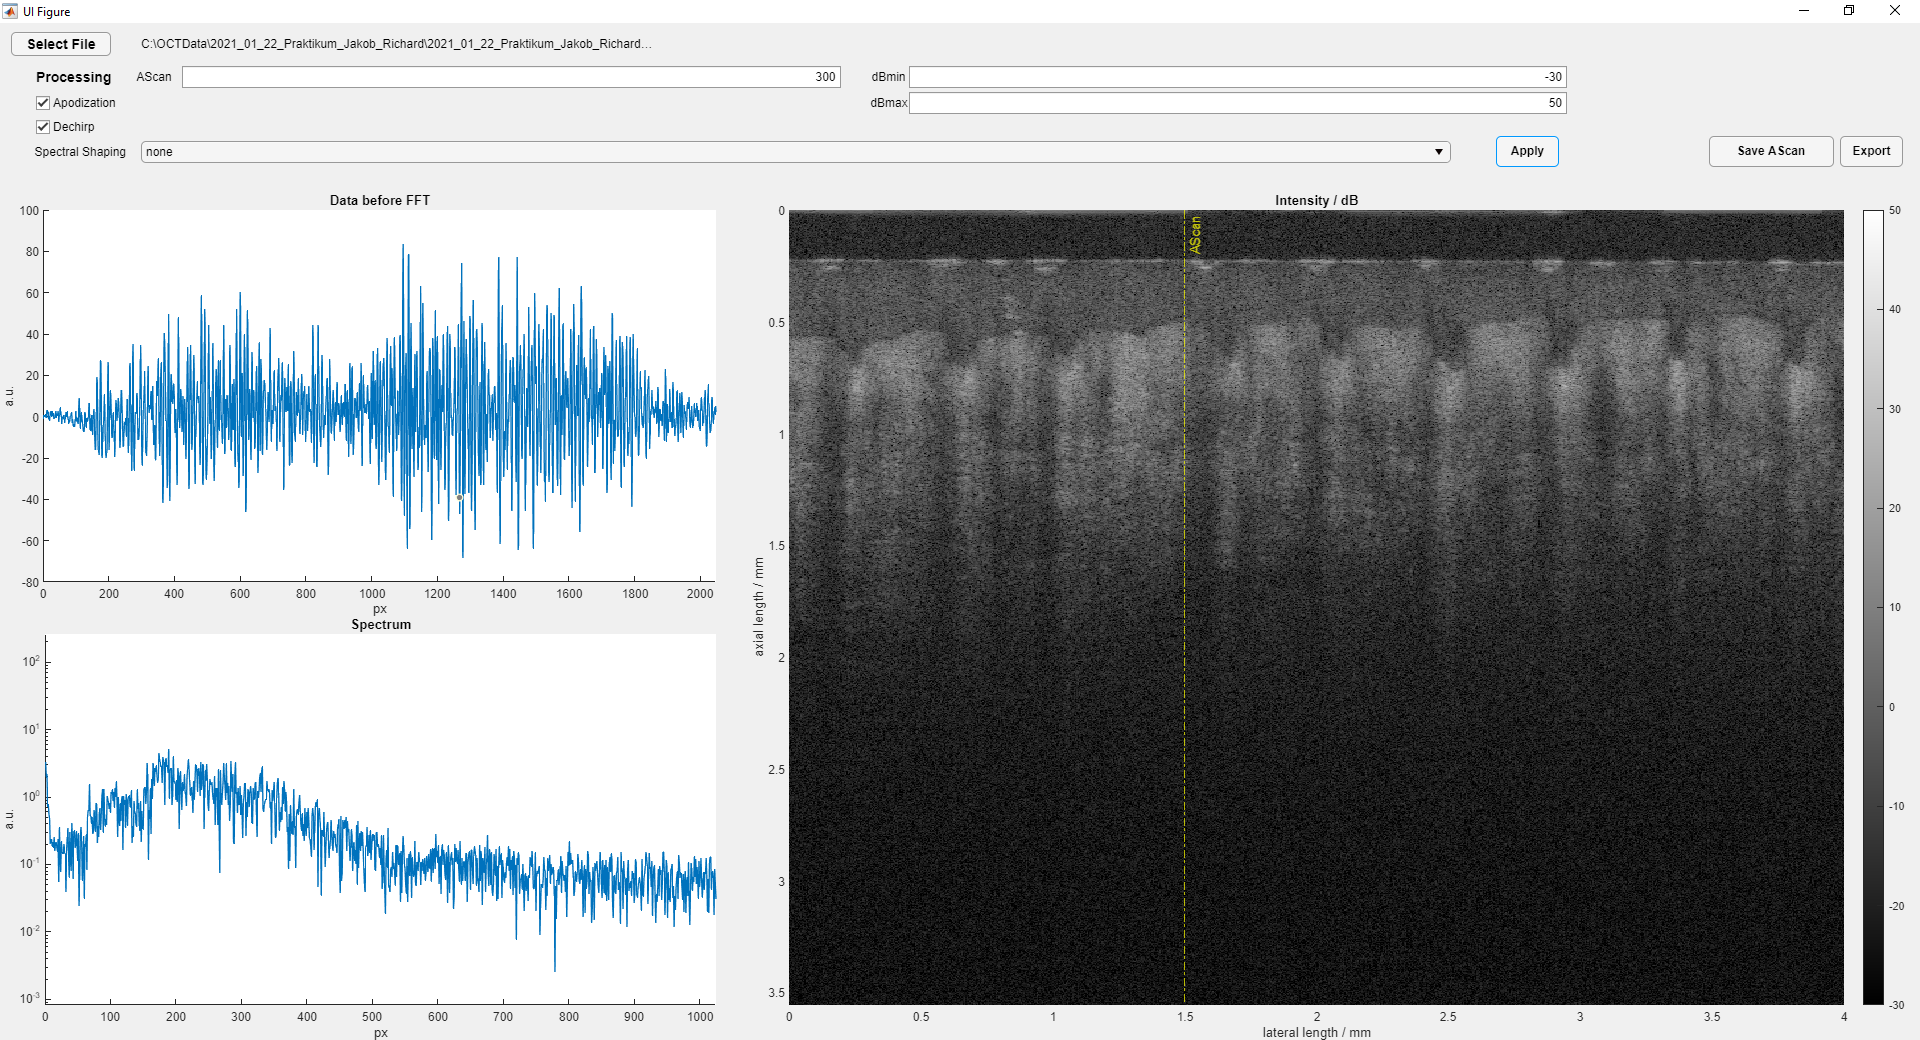 UI Figure
Select File
C:\OCTData\2021_01_22_Praktikum_Jakob_Richard\2021_01_22_Praktikum_Jakob_Richard...
Processing AScan 300 dBmin -30
Apodization dBmax 50
Dechirp
Spectral Shaping none Apply Save AScan Export
Data before FFT
100
80
60
40
20
0
-20
-40
-60
-80
a.u.
0 200 400 600 800 1000 1200 1400 1600 1800 2000
px
Spectrum
10^2
10^1
10^0
10^-1
10^-2
10^-3
a.u.
0 100 200 300 400 500 600 700 800 900 1000
px
Intensity / dB
AScan
0
0.5
1
1.5
2
2.5
3
3.5
axial length / mm
0 0.5 1 1.5 2 2.5 3 3.5 4
lateral length / mm
50
40
30
20
10
0
-10
-20
-30